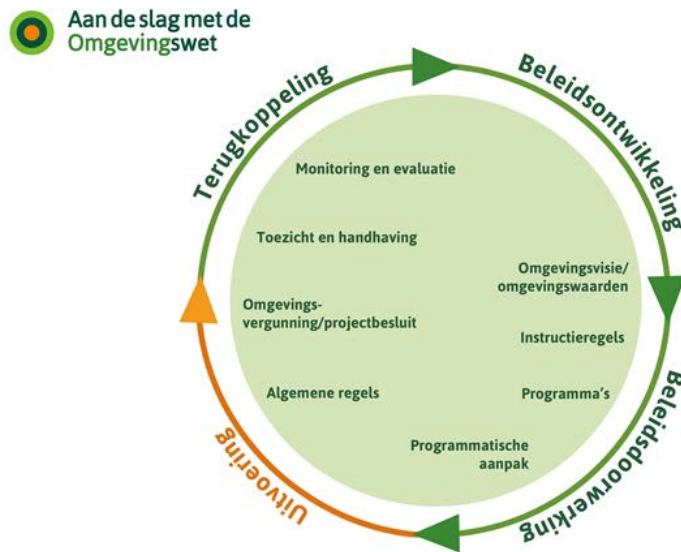 Aan de slag met de
Omgevingswet
Terugkoppeling
Beleidsontwikkeling
Monitoring en evaluatie
Toezicht en handhaving
Omgevingsvisie/
omgevingswaarden
Omgevings-
vergunning/projectbesluit
Instructieregels
Algemene regels
Programma's
Programmatische
aanpak
Uitvoering
Beleidsdoorwerking